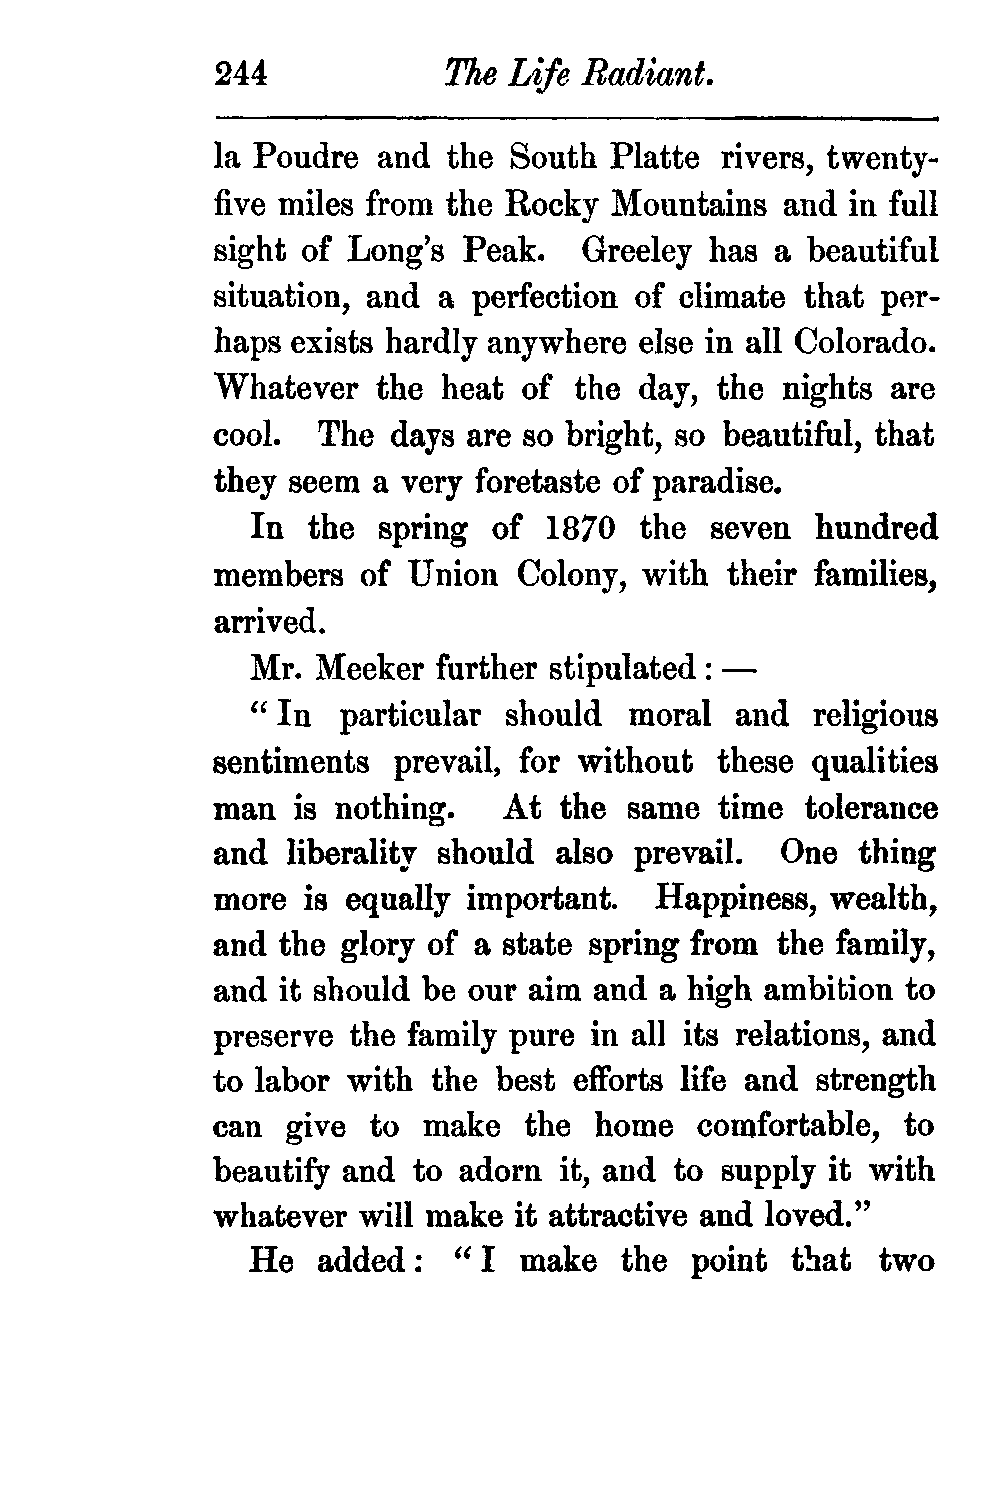 244 The Life Radiant.
la Poudre and the South Platte rivers, twenty-
five miles from the Rocky Mountains and in full
sight of Long's Peak. Greeley has a beautiful
situation, and a perfection of climate that per-
haps exists hardly anywhere else in all Colorado.
Whatever the heat of the day, the nights are
cool. The days are so bright, so beautiful, that
they seem a very foretaste of paradise.
In the spring of 1870 the seven hundred
members of Union Colony, with their families,
arrived.
Mr. Meeker further stipulated : —
“ In particular should moral and religious
sentiments prevail, for without these qualities
man is nothing. At the same time tolerance
and liberality should also prevail. One thing
more is equally important. Happiness, wealth,
and the glory of a state spring from the family,
and it should be our aim and a high ambition to
preserve the family pure in all its relations, and
to labor with the best efforts life and strength
can give to make the home comfortable, to
beautify and to adorn it, and to supply it with
whatever will make it attractive and loved.”
He added : “ I make the point that two